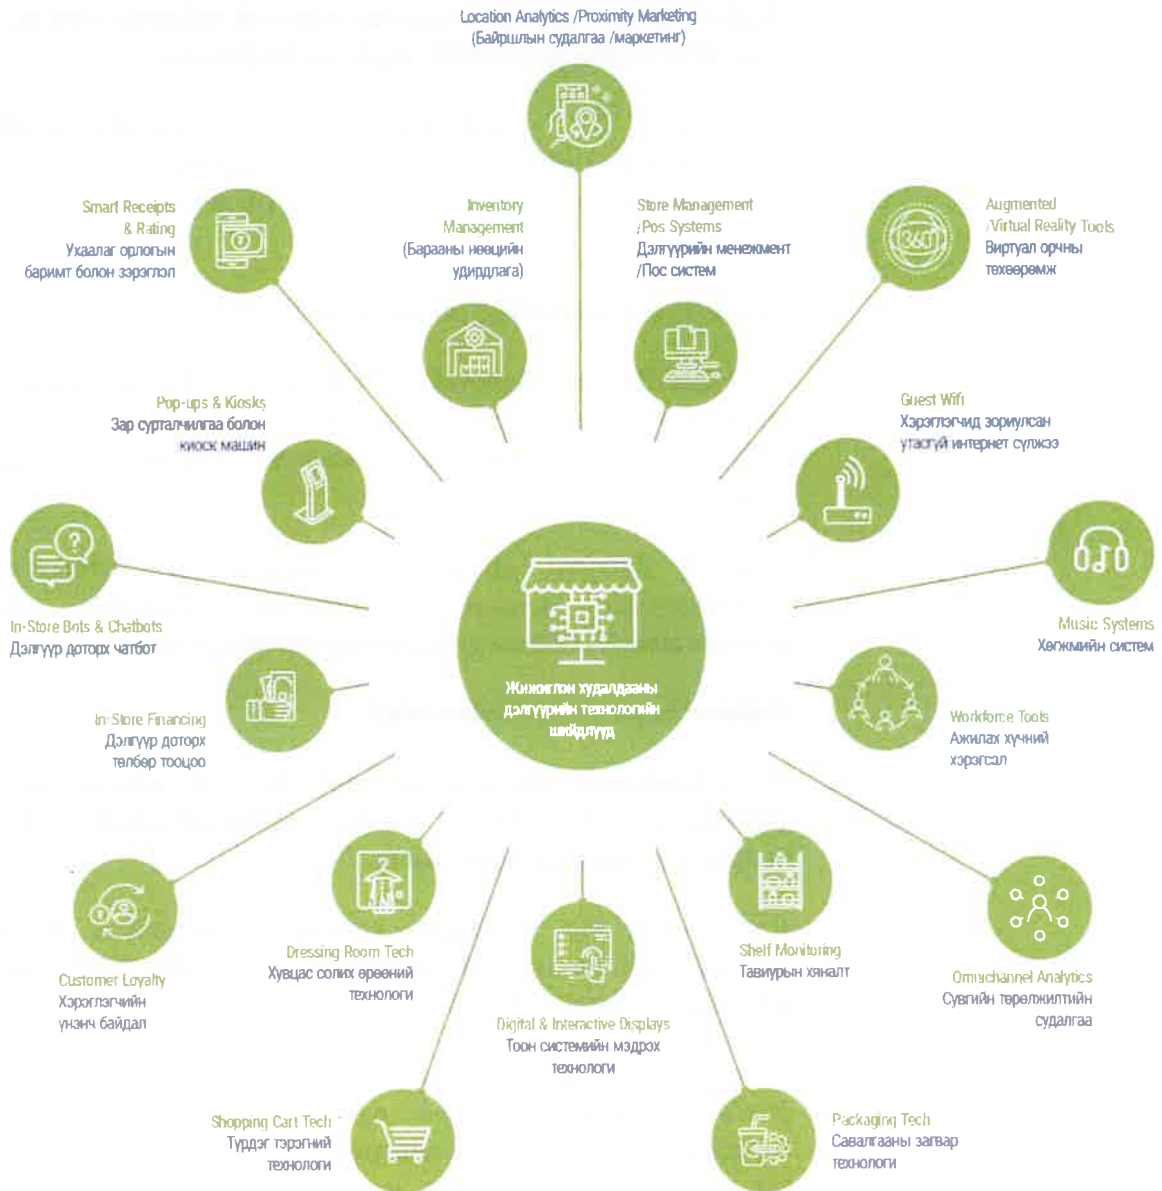 Location Analytics /Proximity Marketing
(Байршлын судалгаа /маркетинг)
Smart Receipts
& Rating
Ухаалаг орлогын
баримт болон зэрэглэл
Inventory
Management
(Барааны нөөцийн
удирдлага)
Store Management
/Pos Systems
Дэлгүүрийн менежмент
/Пос систем
Augmented
/Virtual Reality Tools
Виртуал орчны
төхөөрөмж
360°
Pop-ups & Kiosks
Зар сурталчилгаа болон
киоск машин
Guest Wifi
Хэрэглэгчид зориулсан
утасгүй интернет сүлжээ
In-Store Bots & Chatbots
Дэлгүүр доторх чатбот
Music Systems
Хөгжмийн систем
Жижиглон худалдааны
дэлгүүрийн технологийн
шийдлүүд
In-Store Financing
Дэлгүүр доторх
төлбөр тооцоо
Workforce Tools
Ажиллах хүчний
хэрэгсэл
Customer Loyalty
Хэрэглэгчийн
үнэнч байдал
Dressing Room Tech
Хувцас солих өрөөний
технологи
Shelf Monitoring
Тавиурын хяналт
Omnichannel Analytics
Сувгийн төрөлжилтийн
судалгаа
Digital & Interactive Displays
Тоон системийн мэдрэх
технологи
Shopping Cart Tech
Түрдэг тэрэгний
технологи
Packaging Tech
Савалгааны загвар
технологи